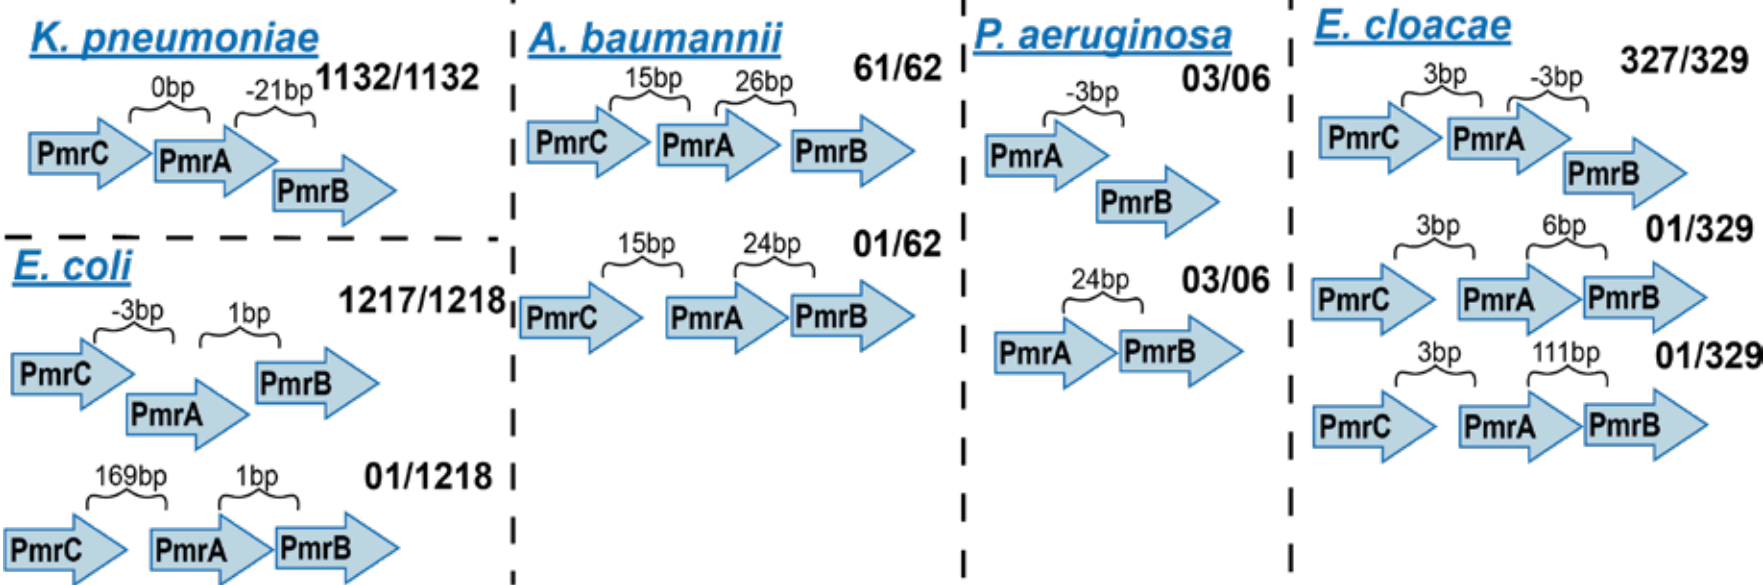 K. pneumoniae
1132/1132
0bp -21bp
PmrC PmrA PmrB
E. coli
1217/1218
-3bp 1bp
PmrC PmrA PmrB
01/1218
169bp 1bp
PmrC PmrA PmrB
A. baumannii
61/62
15bp 26bp
PmrC PmrA PmrB
01/62
15bp 24bp
PmrC PmrA PmrB
P. aeruginosa
03/06
-3bp
PmrA PmrB
03/06
24bp
PmrA PmrB
E. cloacae
327/329
3bp -3bp
PmrC PmrA PmrB
01/329
3bp 6bp
PmrC PmrA PmrB
01/329
3bp 111bp
PmrC PmrA PmrB